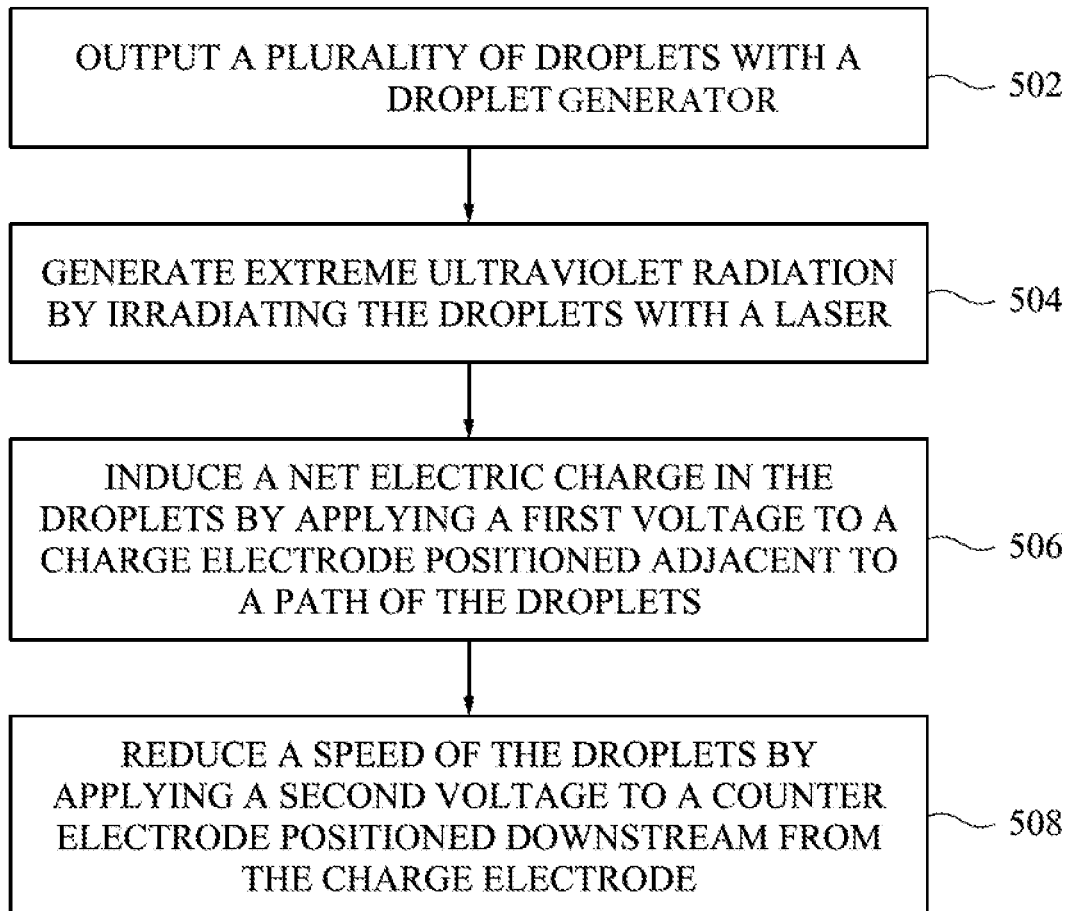 OUTPUT A PLURALITY OF DROPLETS WITH A
DROPLET GENERATOR
502
GENERATE EXTREME ULTRAVIOLET RADIATION
BY IRRADIATING THE DROPLETS WITH A LASER
504
INDUCE A NET ELECTRIC CHARGE IN THE
DROPLETS BY APPLYING A FIRST VOLTAGE TO A
CHARGE ELECTRODE POSITIONED ADJACENT TO
A PATH OF THE DROPLETS
506
REDUCE A SPEED OF THE DROPLETS BY
APPLYING A SECOND VOLTAGE TO A COUNTER
ELECTRODE POSITIONED DOWNSTREAM FROM
THE CHARGE ELECTRODE
508